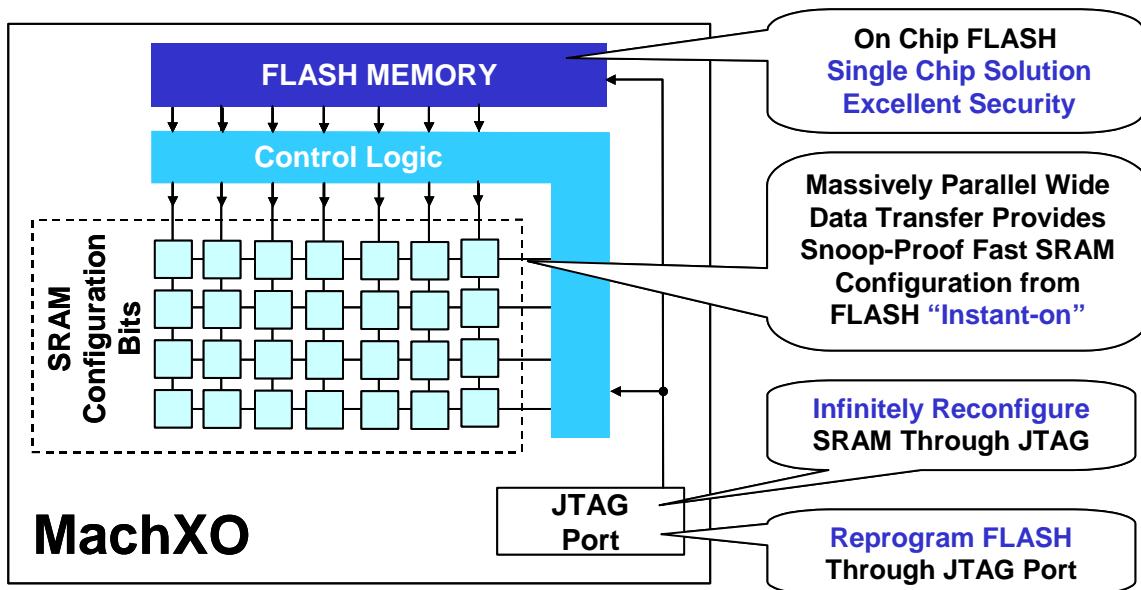 FLASH MEMORY
Control Logic
SRAM
Configuration
Bits
MachXO
JTAG
Port
On Chip FLASH
Single Chip Solution
Excellent Security
Massively Parallel Wide
Data Transfer Provides
Snoop-Proof Fast SRAM
Configuration from
FLASH “Instant-on”
Infinitely Reconfigure
SRAM Through JTAG
Reprogram FLASH
Through JTAG Port